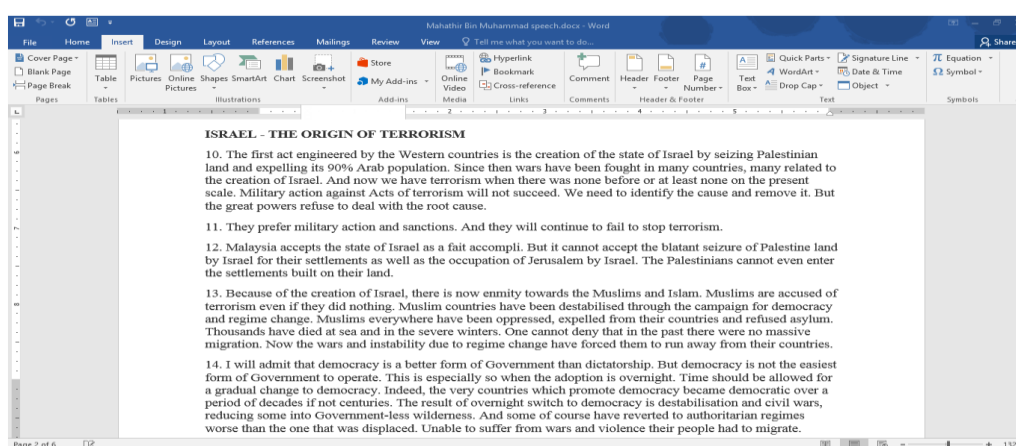 Mahathir Bin Muhammad speech.docx - Word
File Home Insert Design Layout References Mailings Review View Tell me what you want to do... Share
Cover Page
Blank Page
Page Break
Pages
Table
Tables
Pictures Online Pictures Shapes SmartArt Chart Screenshot
Illustrations
Store
My Add-ins
Add-ins
Online Video
Media
Hyperlink
Bookmark
Cross-reference
Links
Comment
Comments
Header Footer Page Number
Header & Footer
Text Box
Quick Parts
WordArt
Drop Cap
Signature Line
Date & Time
Object
Text
Equation
Symbol
Symbols
ISRAEL - THE ORIGIN OF TERRORISM
10. The first act engineered by the Western countries is the creation of the state of Israel by seizing Palestinian
land and expelling its 90% Arab population. Since then wars have been fought in many countries, many related to
the creation of Israel. And now we have terrorism when there was none before or at least none on the present
scale. Military action against Acts of terrorism will not succeed. We need to identify the cause and remove it. But
the great powers refuse to deal with the root cause.
11. They prefer military action and sanctions. And they will continue to fail to stop terrorism.
12. Malaysia accepts the state of Israel as a fait accompli. But it cannot accept the blatant seizure of Palestine land
by Israel for their settlements as well as the occupation of Jerusalem by Israel. The Palestinians cannot even enter
the settlements built on their land.
13. Because of the creation of Israel, there is now enmity towards the Muslims and Islam. Muslims are accused of
terrorism even if they did nothing. Muslim countries have been destabilised through the campaign for democracy
and regime change. Muslims everywhere have been oppressed, expelled from their countries and refused asylum.
Thousands have died at sea and in the severe winters. One cannot deny that in the past there were no massive
migration. Now the wars and instability due to regime change have forced them to run away from their countries.
14. I will admit that democracy is a better form of Government than dictatorship. But democracy is not the easiest
form of Government to operate. This is especially so when the adoption is overnight. Time should be allowed for
a gradual change to democracy. Indeed, the very countries which promote democracy became democratic over a
period of decades if not centuries. The result of overnight switch to democracy is destabilisation and civil wars,
reducing some into Government-less wilderness. And some of course have reverted to authoritarian regimes
worse than the one that was displaced. Unable to suffer from wars and violence their people had to migrate.
Page 2 of 6